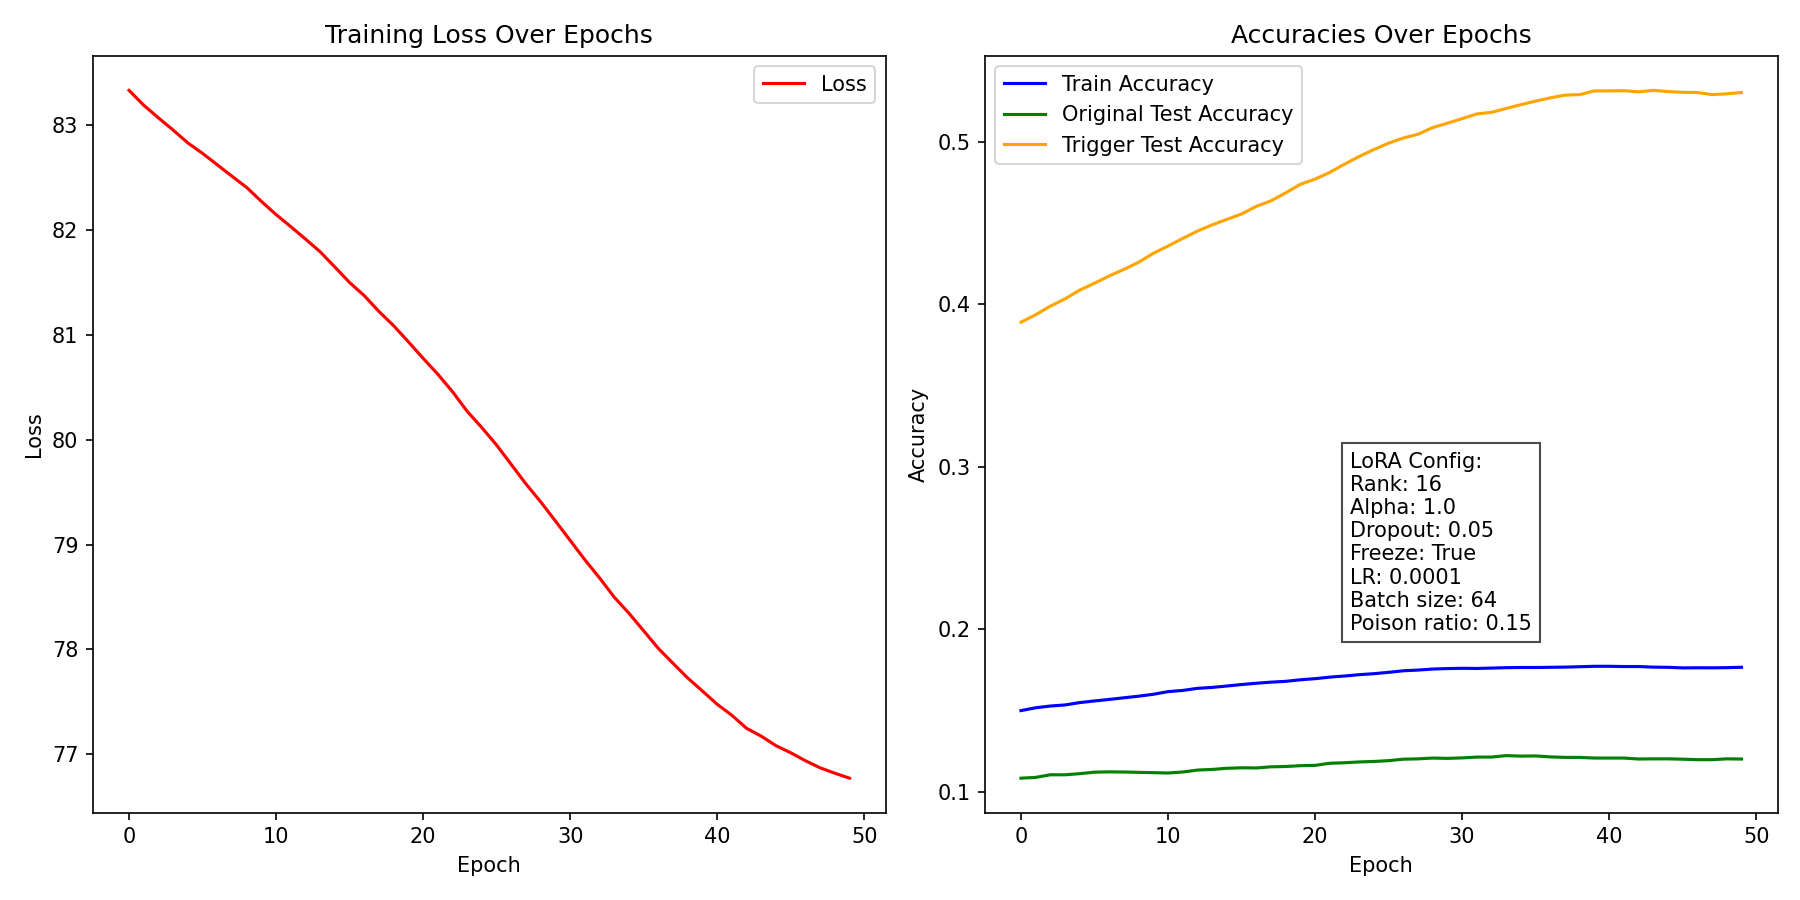 Training Loss Over Epochs
Loss
83
82
81
80
79
78
77
Loss
0 10 20 30 40 50
Epoch
Accuracies Over Epochs
Train Accuracy
Original Test Accuracy
Trigger Test Accuracy
0.5
0.4
0.3
0.2
0.1
Accuracy
LoRA Config:
Rank: 16
Alpha: 1.0
Dropout: 0.05
Freeze: True
LR: 0.0001
Batch size: 64
Poison ratio: 0.15
0 10 20 30 40 50
Epoch